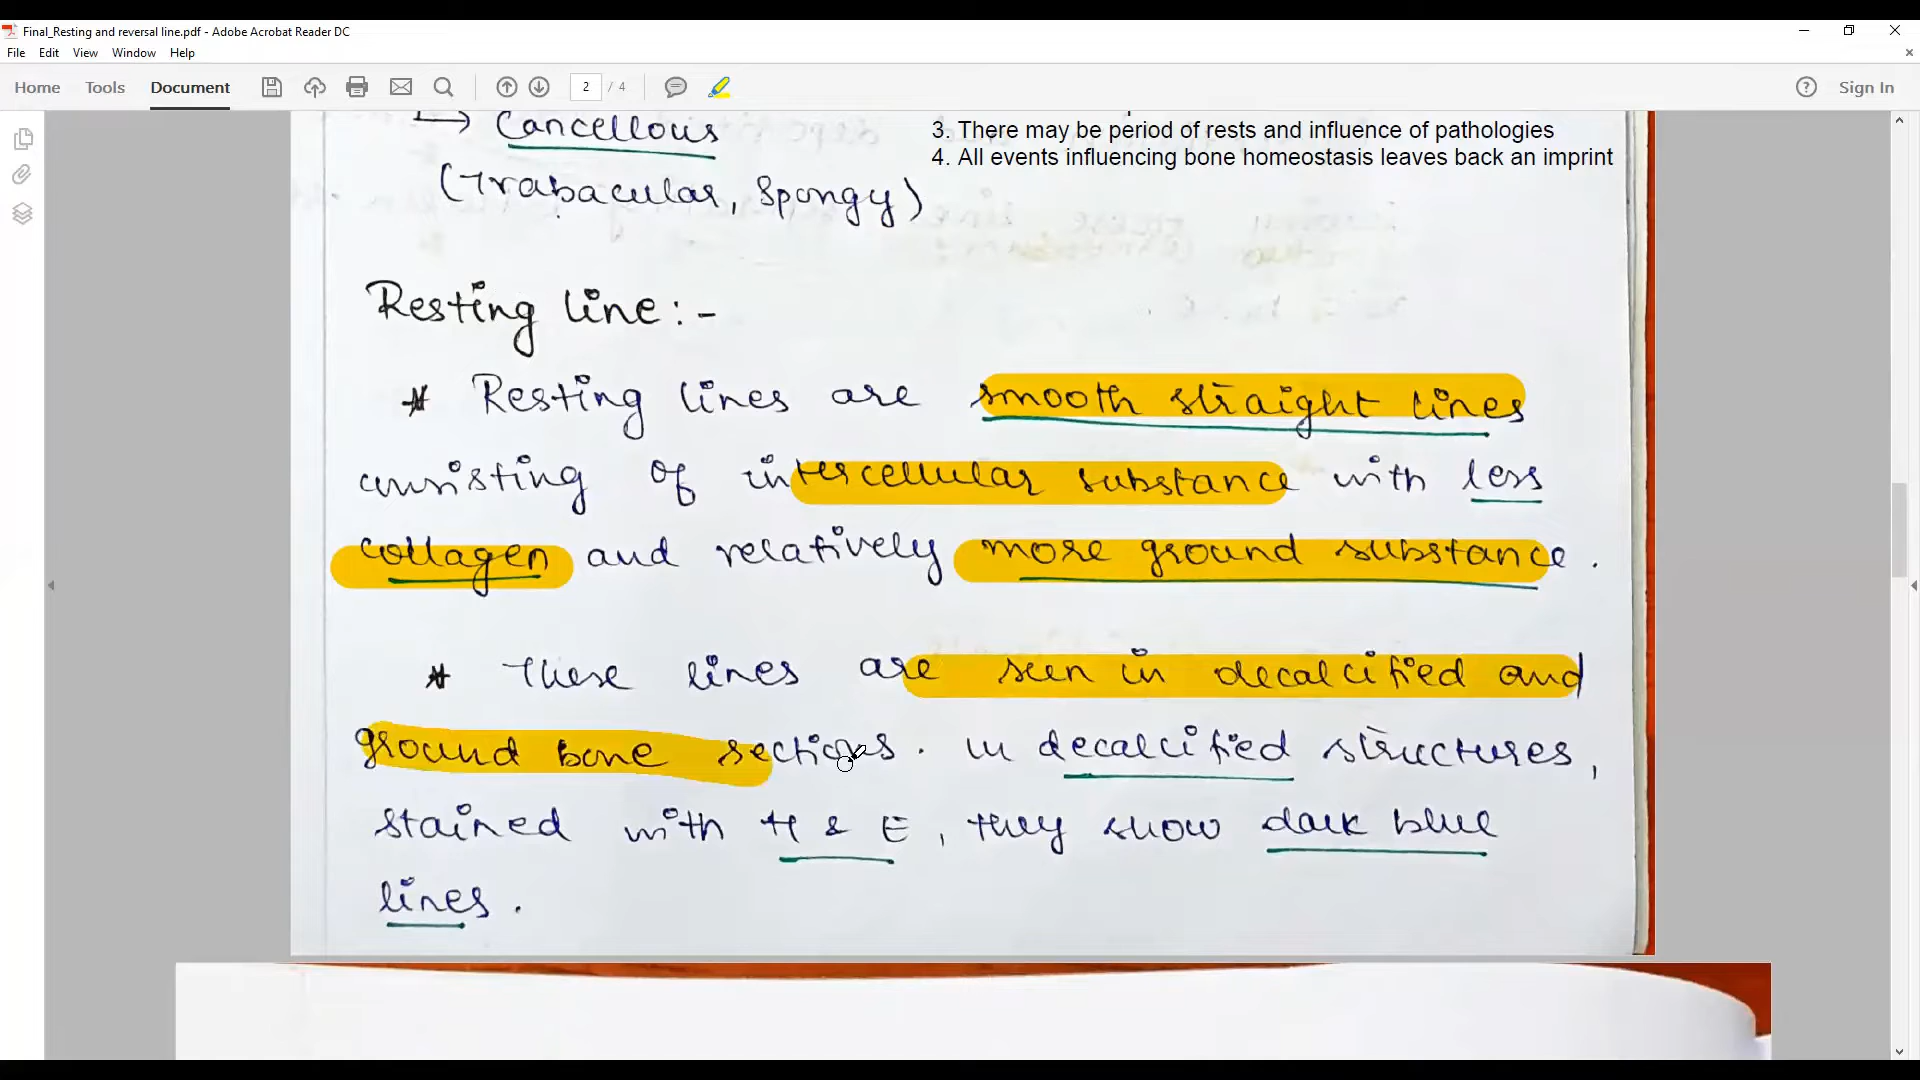 Final_Resting and reversal line.pdf - Adobe Acrobat Reader DC
File Edit View Window Help
Home Tools Document 2 / 4 Sign In
→ Cancellous
(Trabacular, Spongy)
3. There may be period of rests and influence of pathologies
4. All events influencing bone homeostasis leaves back an imprint
Resting line:-
* Resting lines are smooth straight lines
consisting of intercellular substance with less
collagen and relatively more ground substance.
* These lines are seen in decalcified and
ground bone sections. In decalcified structures,
stained with H & E, they show dark blue
lines.